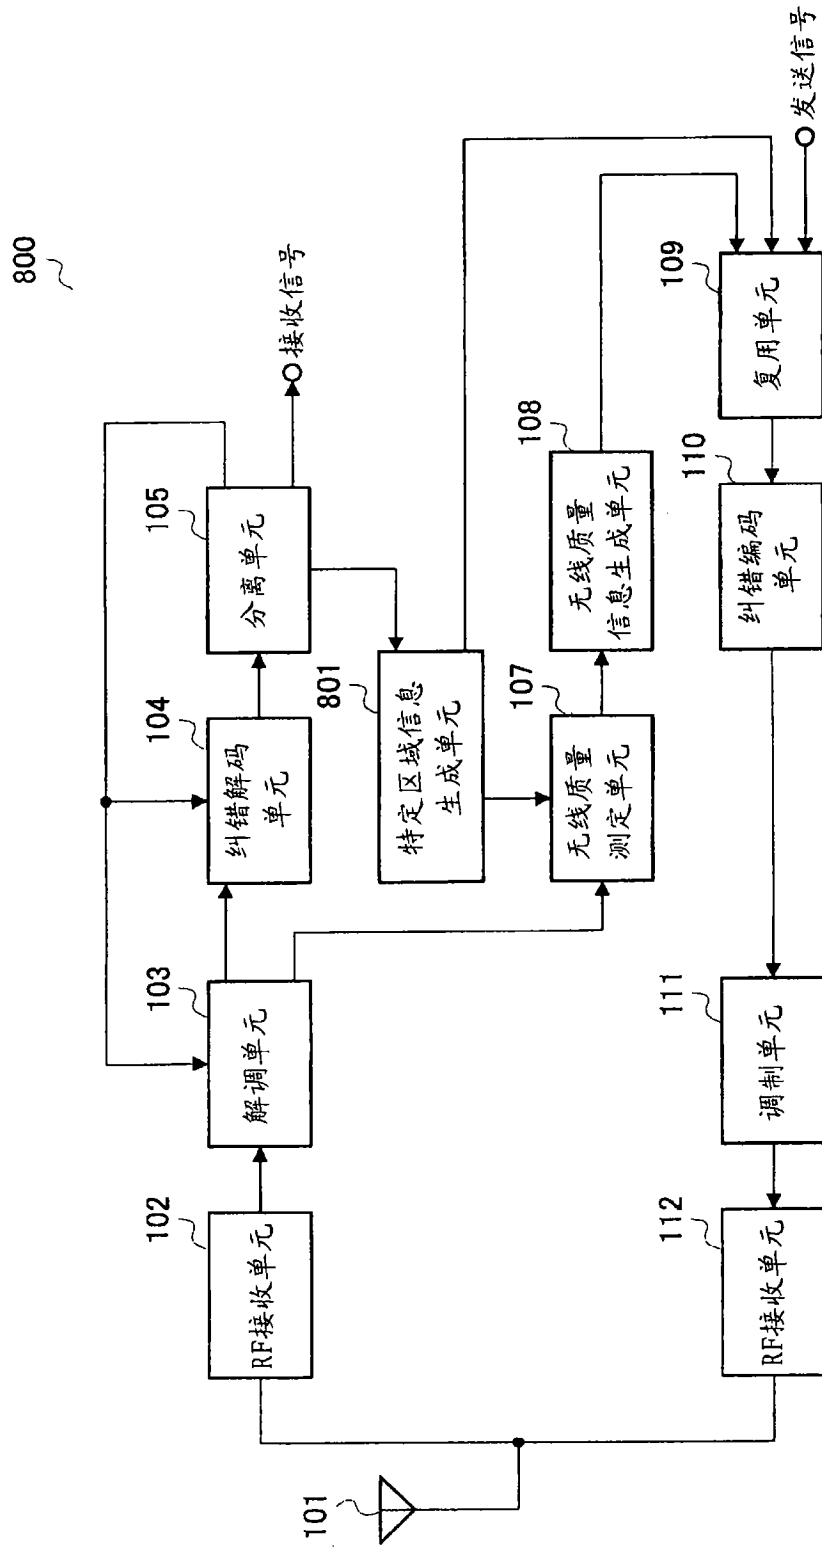 800
101
102
RF接收单元
103
解调单元
104
纠错解码
单元
105
分离单元
接收信号
801
特定区域信息
生成单元
107
无线质量
测定单元
108
无线质量
信息生成单元
112
RF接收单元
111
调制单元
110
纠错编码
单元
109
复用单元
发送信号